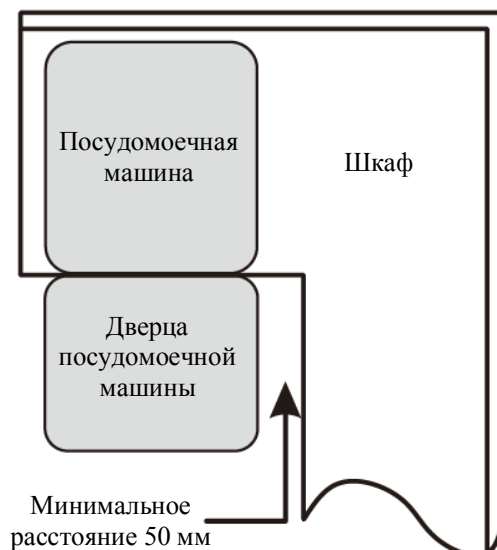 Посудомоечная
машина
Шкаф
Дверца
посудомоечной
машины
Минимальное
расстояние 50 мм